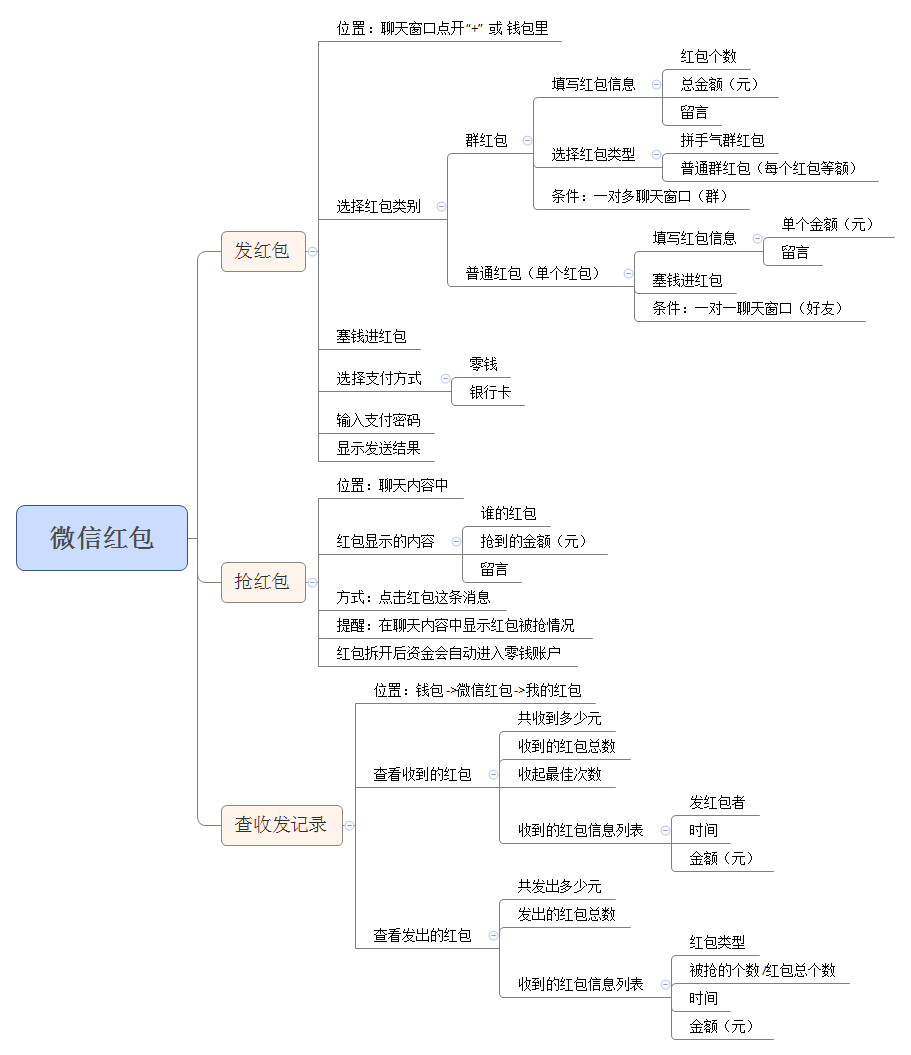 微信红包
发红包
位置：聊天窗口点开“+” 或 钱包里
选择红包类别
群红包
填写红包信息
红包个数
总金额（元）
留言
选择红包类型
拼手气群红包
普通群红包（每个红包等额）
条件：一对多聊天窗口（群）
普通红包（单个红包）
填写红包信息
单个金额（元）
留言
塞钱进红包
条件：一对一聊天窗口（好友）
塞钱进红包
选择支付方式
零钱
银行卡
输入支付密码
显示发送结果
抢红包
位置：聊天内容中
红包显示的内容
谁的红包
抢到的金额（元）
留言
方式：点击红包这条消息
提醒：在聊天内容中显示红包被抢情况
红包拆开后资金会自动进入零钱账户
查收发记录
位置：钱包->微信红包->我的红包
查看收到的红包
共收到多少元
收到的红包总数
收起最佳次数
收到的红包信息列表
发红包者
时间
金额（元）
查看发出的红包
共发出多少元
发出的红包总数
收到的红包信息列表
红包类型
被抢的个数/红包总个数
时间
金额（元）